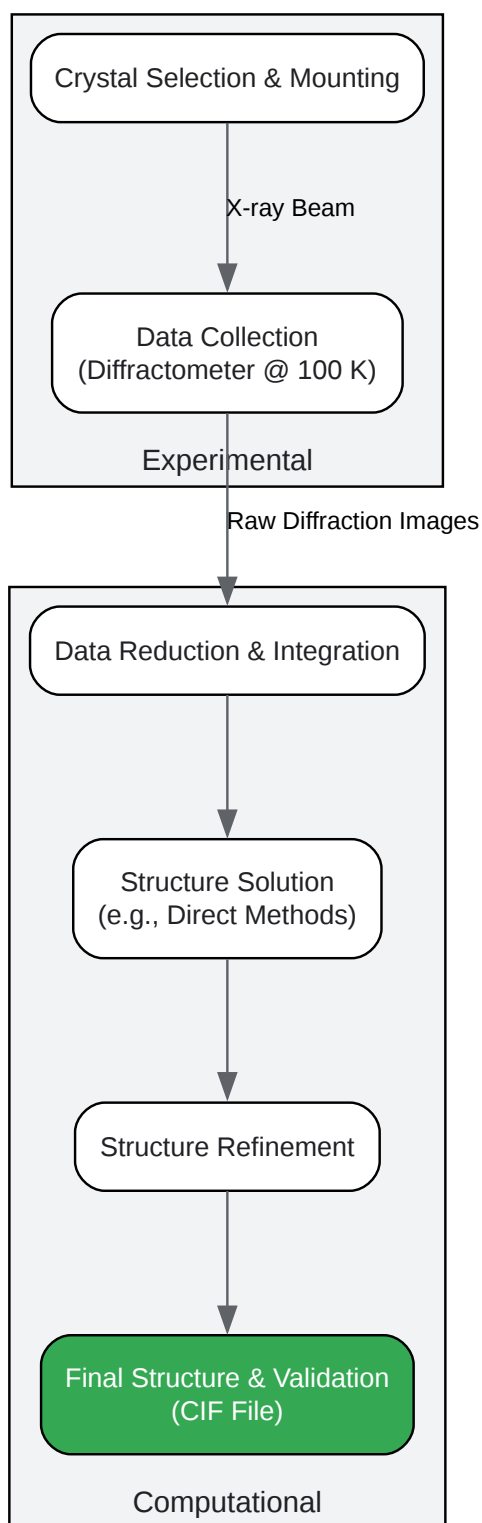 Crystal Selection & Mounting
X-ray Beam
Data Collection
(Diffractometer @ 100 K)
Experimental
Raw Diffraction Images
Data Reduction & Integration
Structure Solution
(e.g., Direct Methods)
Structure Refinement
Final Structure & Validation
(CIF File)
Computational